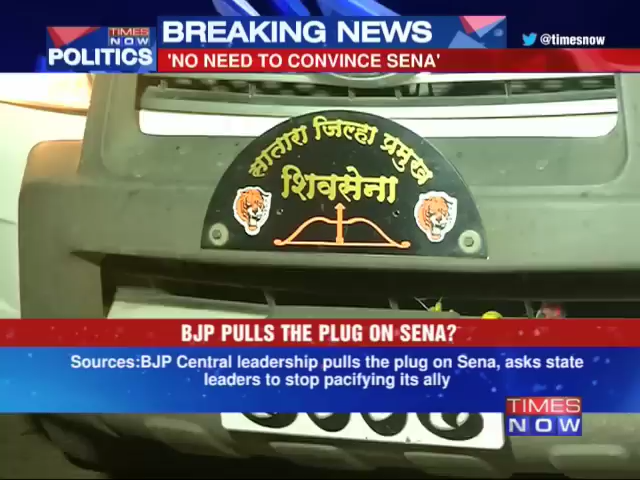 TIMES NOW
POLITICS
BREAKING NEWS
@timesnow
'NO NEED TO CONVINCE SENA'
सातारा जिल्हा प्रमुख
शिवसेना
BJP PULLS THE PLUG ON SENA?
Sources:BJP Central leadership pulls the plug on Sena, asks state
leaders to stop pacifying its ally
TIMES
NOW